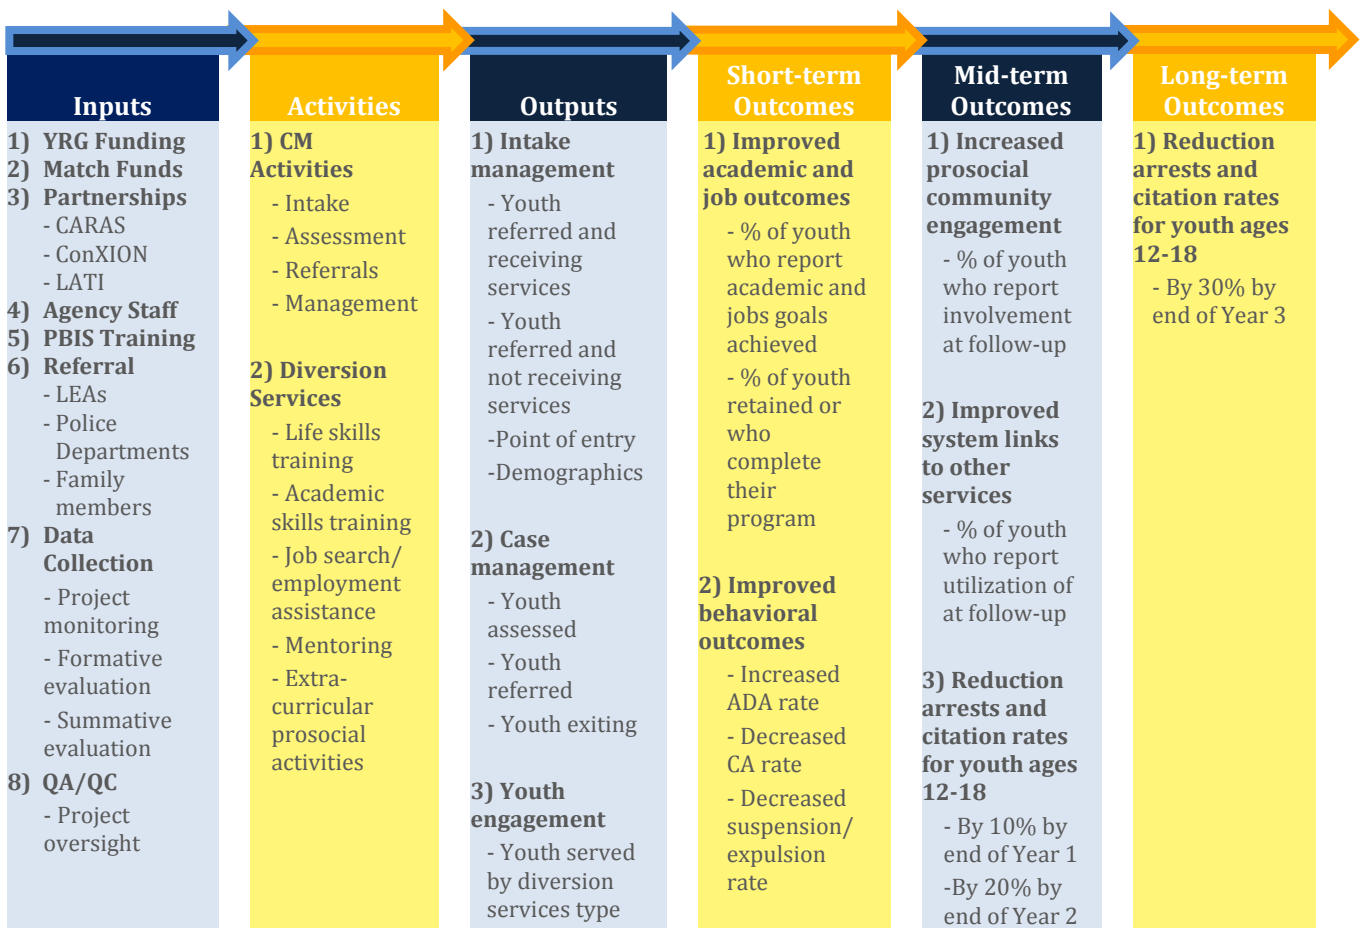 Inputs
1) YRG Funding
2) Match Funds
3) Partnerships
- CARAS
- ConXION
- LATI
4) Agency Staff
5) PBIS Training
6) Referral
- LEAs
- Police
Departments
- Family
members
7) Data
Collection
- Project
monitoring
- Formative
evaluation
- Summative
evaluation
8) QA/QC
- Project
oversight
Activities
1) CM
Activities
- Intake
- Assessment
- Referrals
- Management
2) Diversion
Services
- Life skills
training
- Academic
skills training
- Job search/
employment
assistance
- Mentoring
- Extra-
curricular
prosocial
activities
Outputs
1) Intake
management
- Youth
referred and
receiving
services
- Youth
referred and
not receiving
services
-Point of entry
-Demographics
2) Case
management
- Youth
assessed
- Youth
referred
- Youth exiting
3) Youth
engagement
- Youth served
by diversion
services type
Short-term
Outcomes
1) Improved
academic and
job outcomes
- % of youth
who report
academic and
jobs goals
achieved
- % of youth
retained or
who
complete
their
program
2) Improved
behavioral
outcomes
- Increased
ADA rate
- Decreased
CA rate
- Decreased
suspension/
expulsion
rate
Mid-term
Outcomes
1) Increased
prosocial
community
engagement
- % of youth
who report
involvement
at follow-up
2) Improved
system links
to other
services
- % of youth
who report
utilization of
at follow-up
3) Reduction
arrests and
citation rates
for youth ages
12-18
- By 10% by
end of Year 1
-By 20% by
end of Year 2
Long-term
Outcomes
1) Reduction
arrests and
citation rates
for youth ages
12-18
- By 30% by
end of Year 3